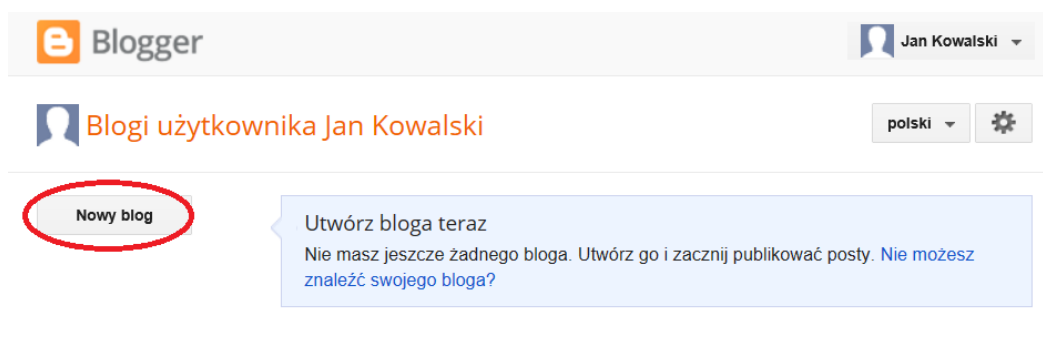 Blogger
Jan Kowalski
Blogi użytkownika Jan Kowalski
polski
Nowy blog
Utwórz bloga teraz
Nie masz jeszcze żadnego bloga. Utwórz go i zacznij publikować posty. Nie możesz
znaleźć swojego bloga?